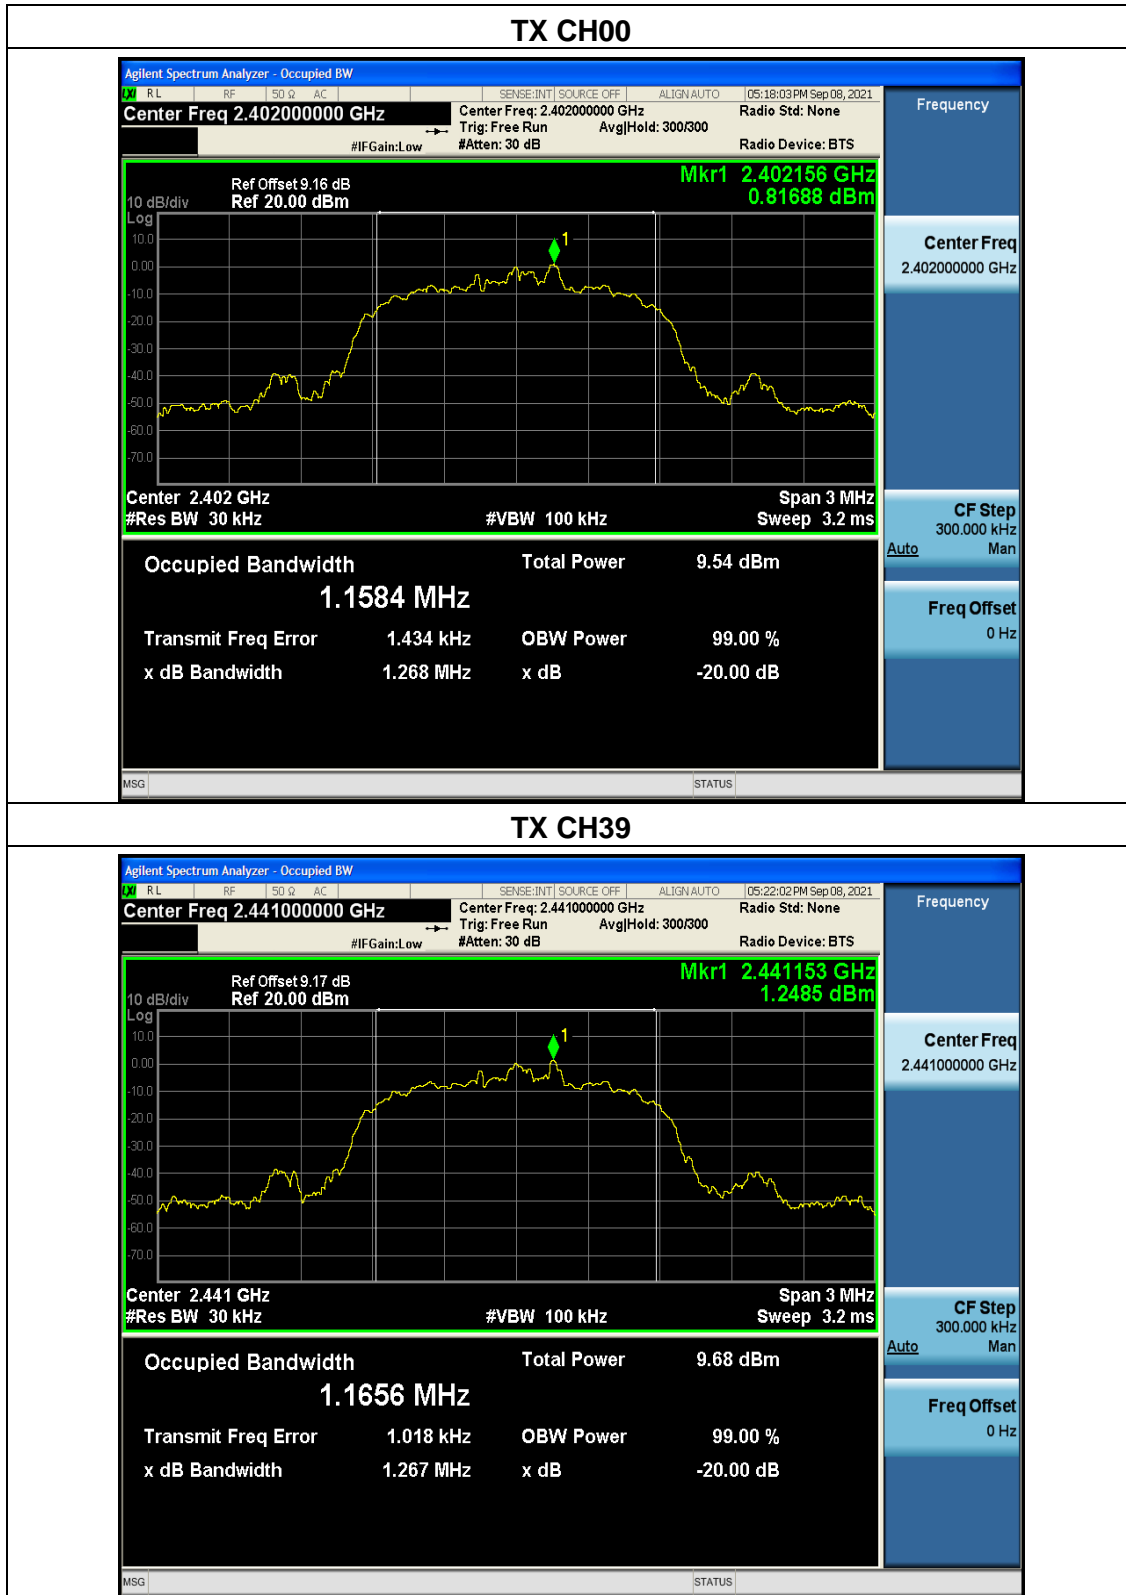 TX CH00
Agilent Spectrum Analyzer - Occupied BW
LXI RL RF 50 Ω AC SENSE:INT SOURCE OFF ALIGN AUTO 05:18:03 PM Sep 08, 2021
Center Freq 2.402000000 GHz Center Freq: 2.402000000 GHz Radio Std: None Frequency
Trig: Free Run Avg|Hold: 300/300
#IFGain:Low #Atten: 30 dB Radio Device: BTS
Mkr1 2.402156 GHz
Ref Offset 9.16 dB 0.81688 dBm
10 dB/div Ref 20.00 dBm
Log
10.0
1
0.00
-10.0
-20.0
-30.0
-40.0
-50.0
-60.0
-70.0
Center Freq
2.402000000 GHz
Center 2.402 GHz Span 3 MHz
#Res BW 30 kHz #VBW 100 kHz Sweep 3.2 ms
CF Step
300.000 kHz
Auto Man
Occupied Bandwidth Total Power 9.54 dBm
1.1584 MHz
Freq Offset
0 Hz
Transmit Freq Error 1.434 kHz OBW Power 99.00 %
x dB Bandwidth 1.268 MHz x dB -20.00 dB
MSG STATUS
TX CH39
Agilent Spectrum Analyzer - Occupied BW
LXI RL RF 50 Ω AC SENSE:INT SOURCE OFF ALIGN AUTO 05:22:02 PM Sep 08, 2021
Center Freq 2.441000000 GHz Center Freq: 2.441000000 GHz Radio Std: None Frequency
Trig: Free Run Avg|Hold: 300/300
#IFGain:Low #Atten: 30 dB Radio Device: BTS
Mkr1 2.441153 GHz
Ref Offset 9.17 dB 1.2485 dBm
10 dB/div Ref 20.00 dBm
Log
10.0
1
0.00
-10.0
-20.0
-30.0
-40.0
-50.0
-60.0
-70.0
Center Freq
2.441000000 GHz
Center 2.441 GHz Span 3 MHz
#Res BW 30 kHz #VBW 100 kHz Sweep 3.2 ms
CF Step
300.000 kHz
Auto Man
Occupied Bandwidth Total Power 9.68 dBm
1.1656 MHz
Freq Offset
0 Hz
Transmit Freq Error 1.018 kHz OBW Power 99.00 %
x dB Bandwidth 1.267 MHz x dB -20.00 dB
MSG STATUS